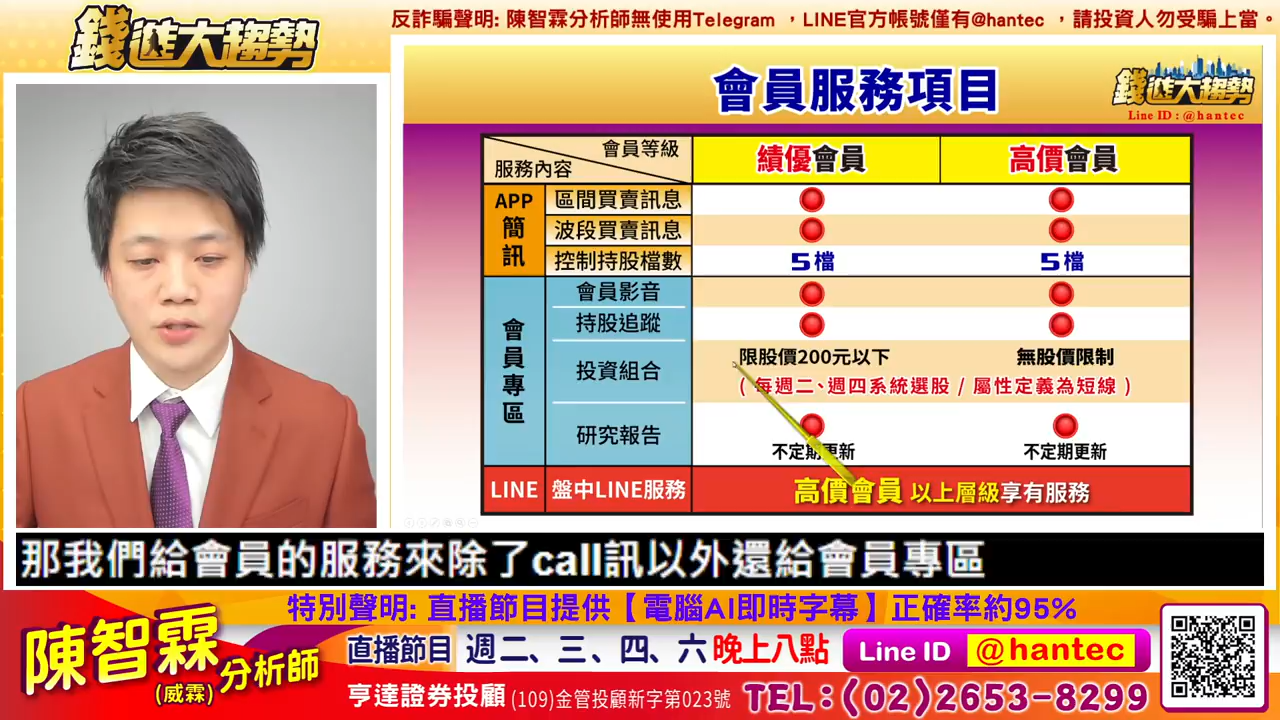 錢進大趨勢
反詐騙聲明: 陳智霖分析師無使用Telegram ，LINE官方帳號僅有@hantec ，請投資人勿受騙上當。
會員服務項目
錢進大趨勢
Line ID : @hantec
會員等級
服務內容
績優會員
高價會員
APP簡訊
區間買賣訊息
波段買賣訊息
控制持股檔數
5檔
5檔
會員專區
會員影音
持股追蹤
投資組合
限股價200元以下
無股價限制
( 每週二、週四系統選股 / 屬性定義為短線 )
研究報告
不定期更新
不定期更新
LINE
盤中LINE服務
高價會員 以上層級享有服務
那我們給會員的服務來除了call訊以外還給會員專區
特別聲明: 直播節目提供【電腦AI即時字幕】正確率約95%
陳智霖
(威霖)
分析師
直播節目 週二、三、四、六 晚上八點
Line ID @hantec
亨達證券投顧 (109)金管投顧新字第023號
TEL:(02)2653-8299